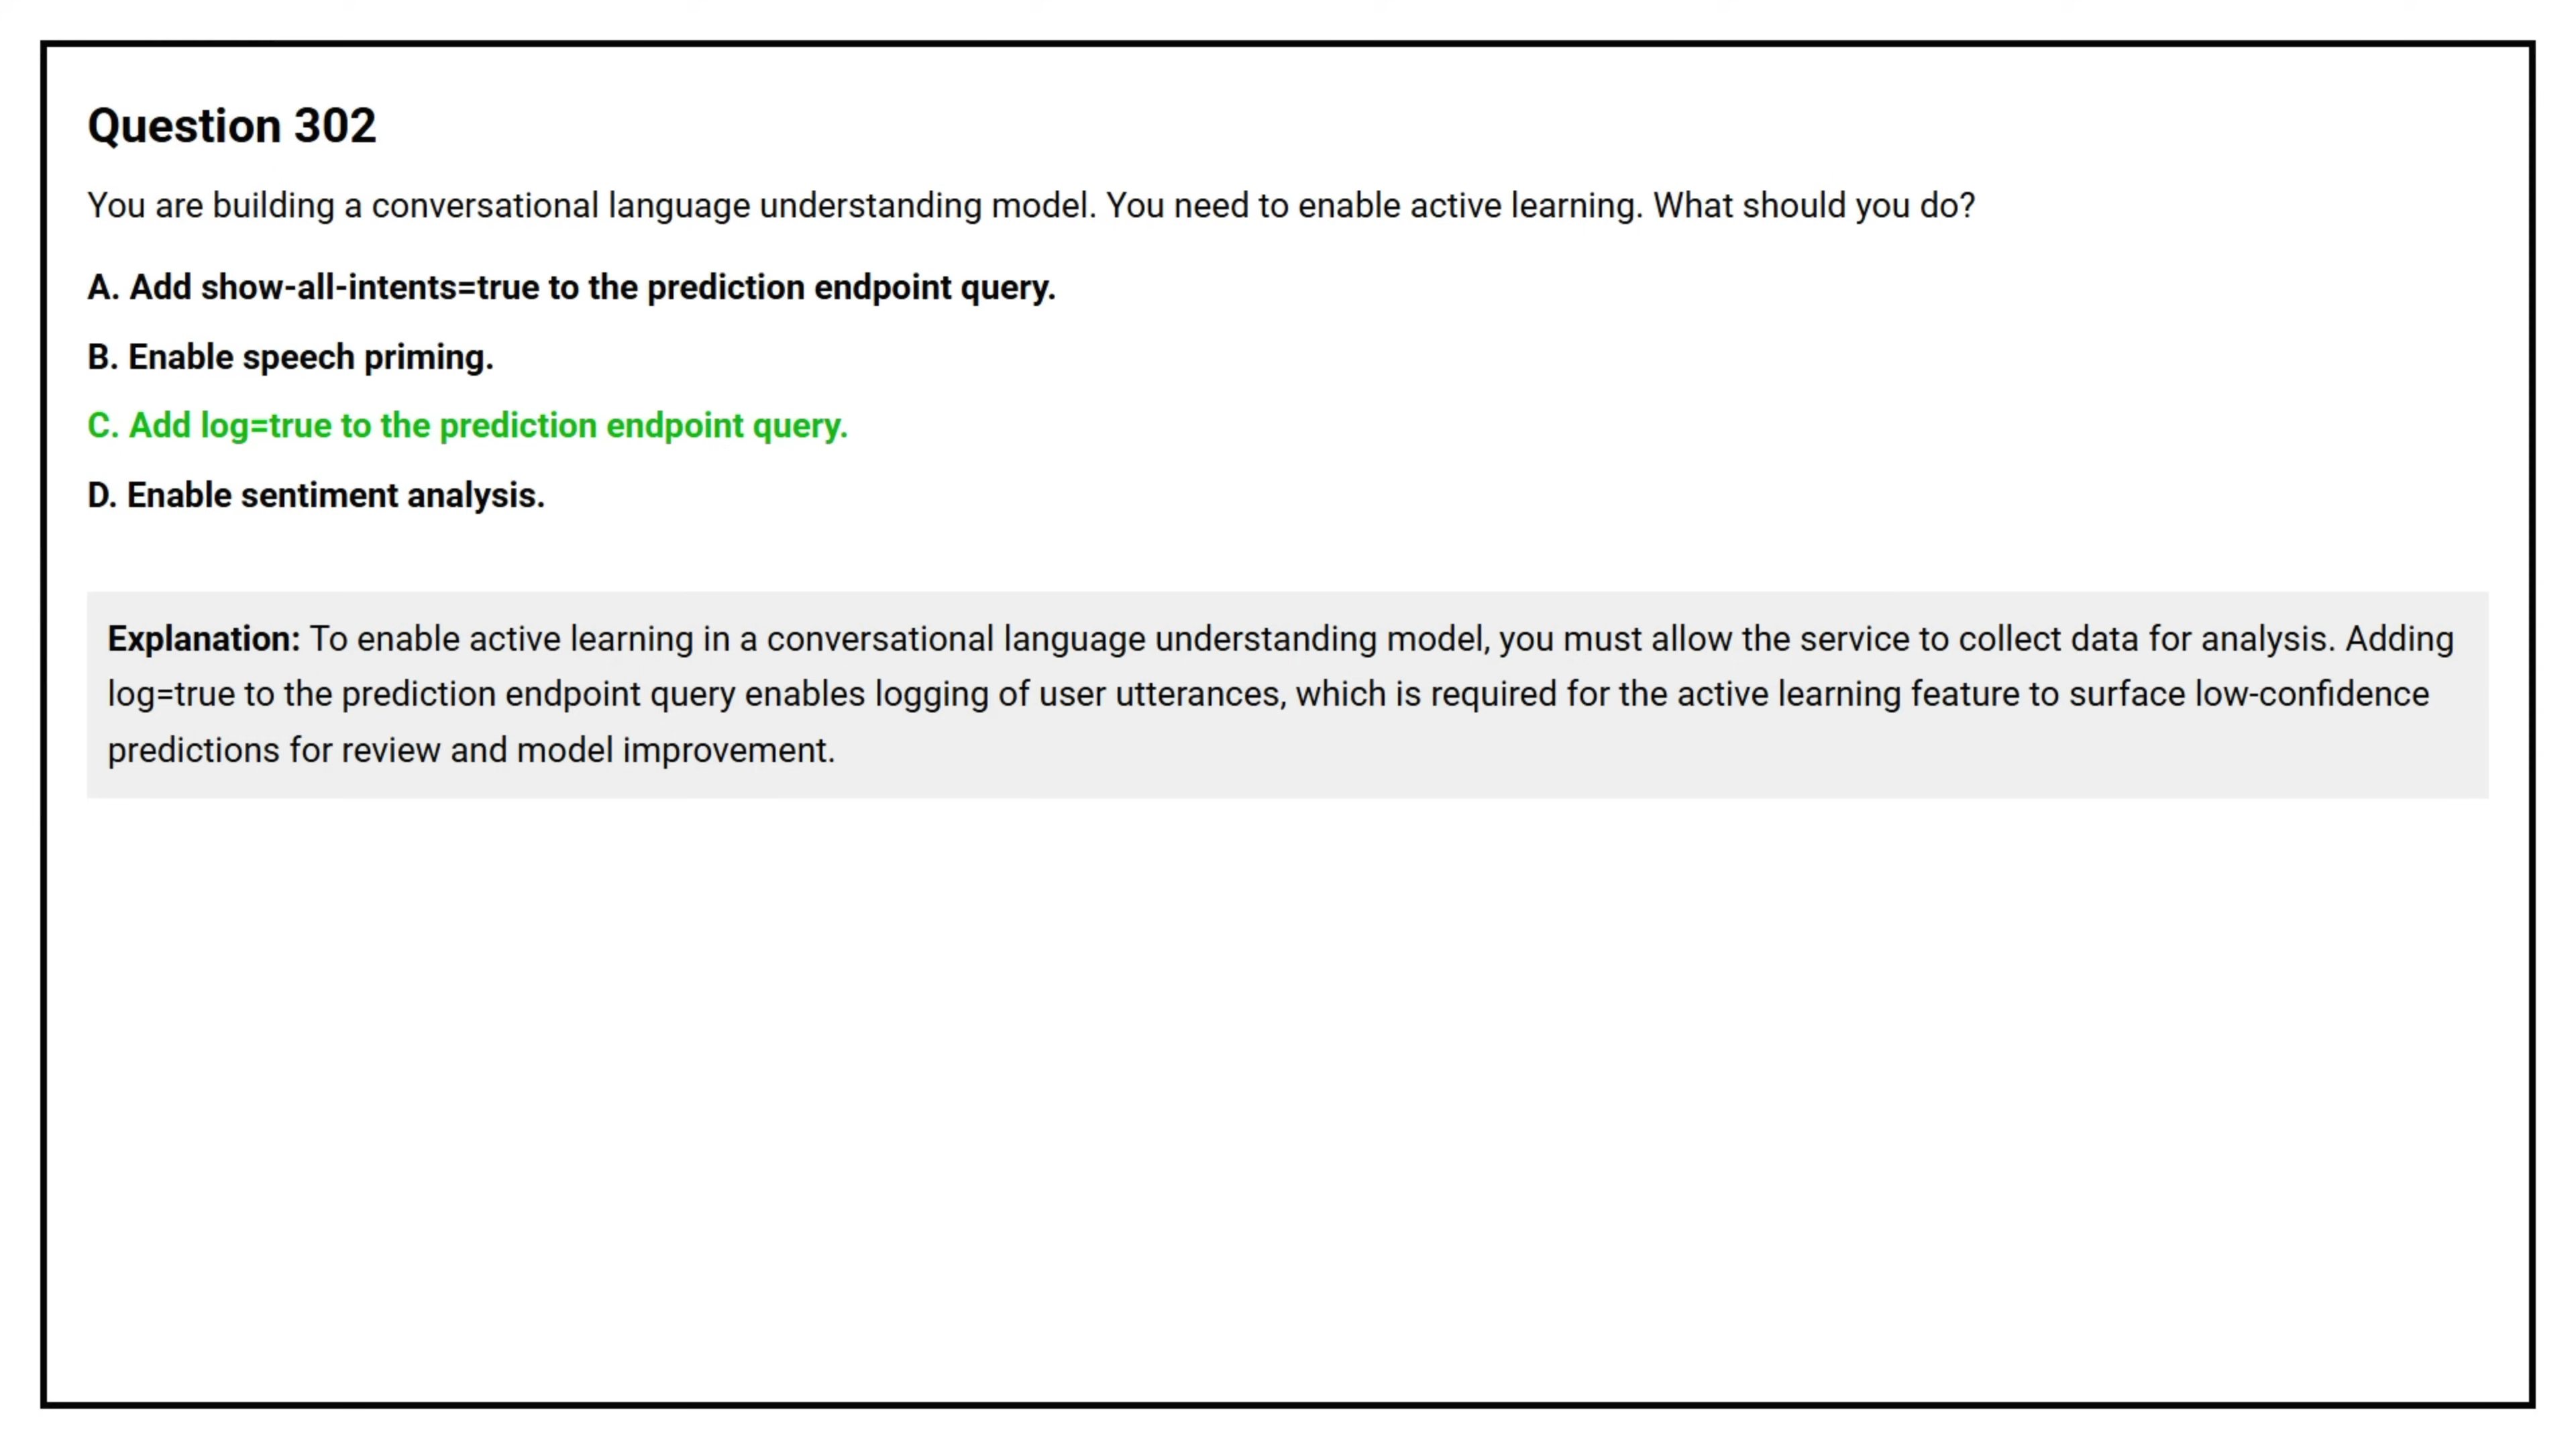 Question 302
You are building a conversational language understanding model. You need to enable active learning. What should you do?
A. Add show-all-intents=true to the prediction endpoint query.
B. Enable speech priming.
C. Add log=true to the prediction endpoint query.
D. Enable sentiment analysis.
Explanation: To enable active learning in a conversational language understanding model, you must allow the service to collect data for analysis. Adding
log=true to the prediction endpoint query enables logging of user utterances, which is required for the active learning feature to surface low-confidence
predictions for review and model improvement.